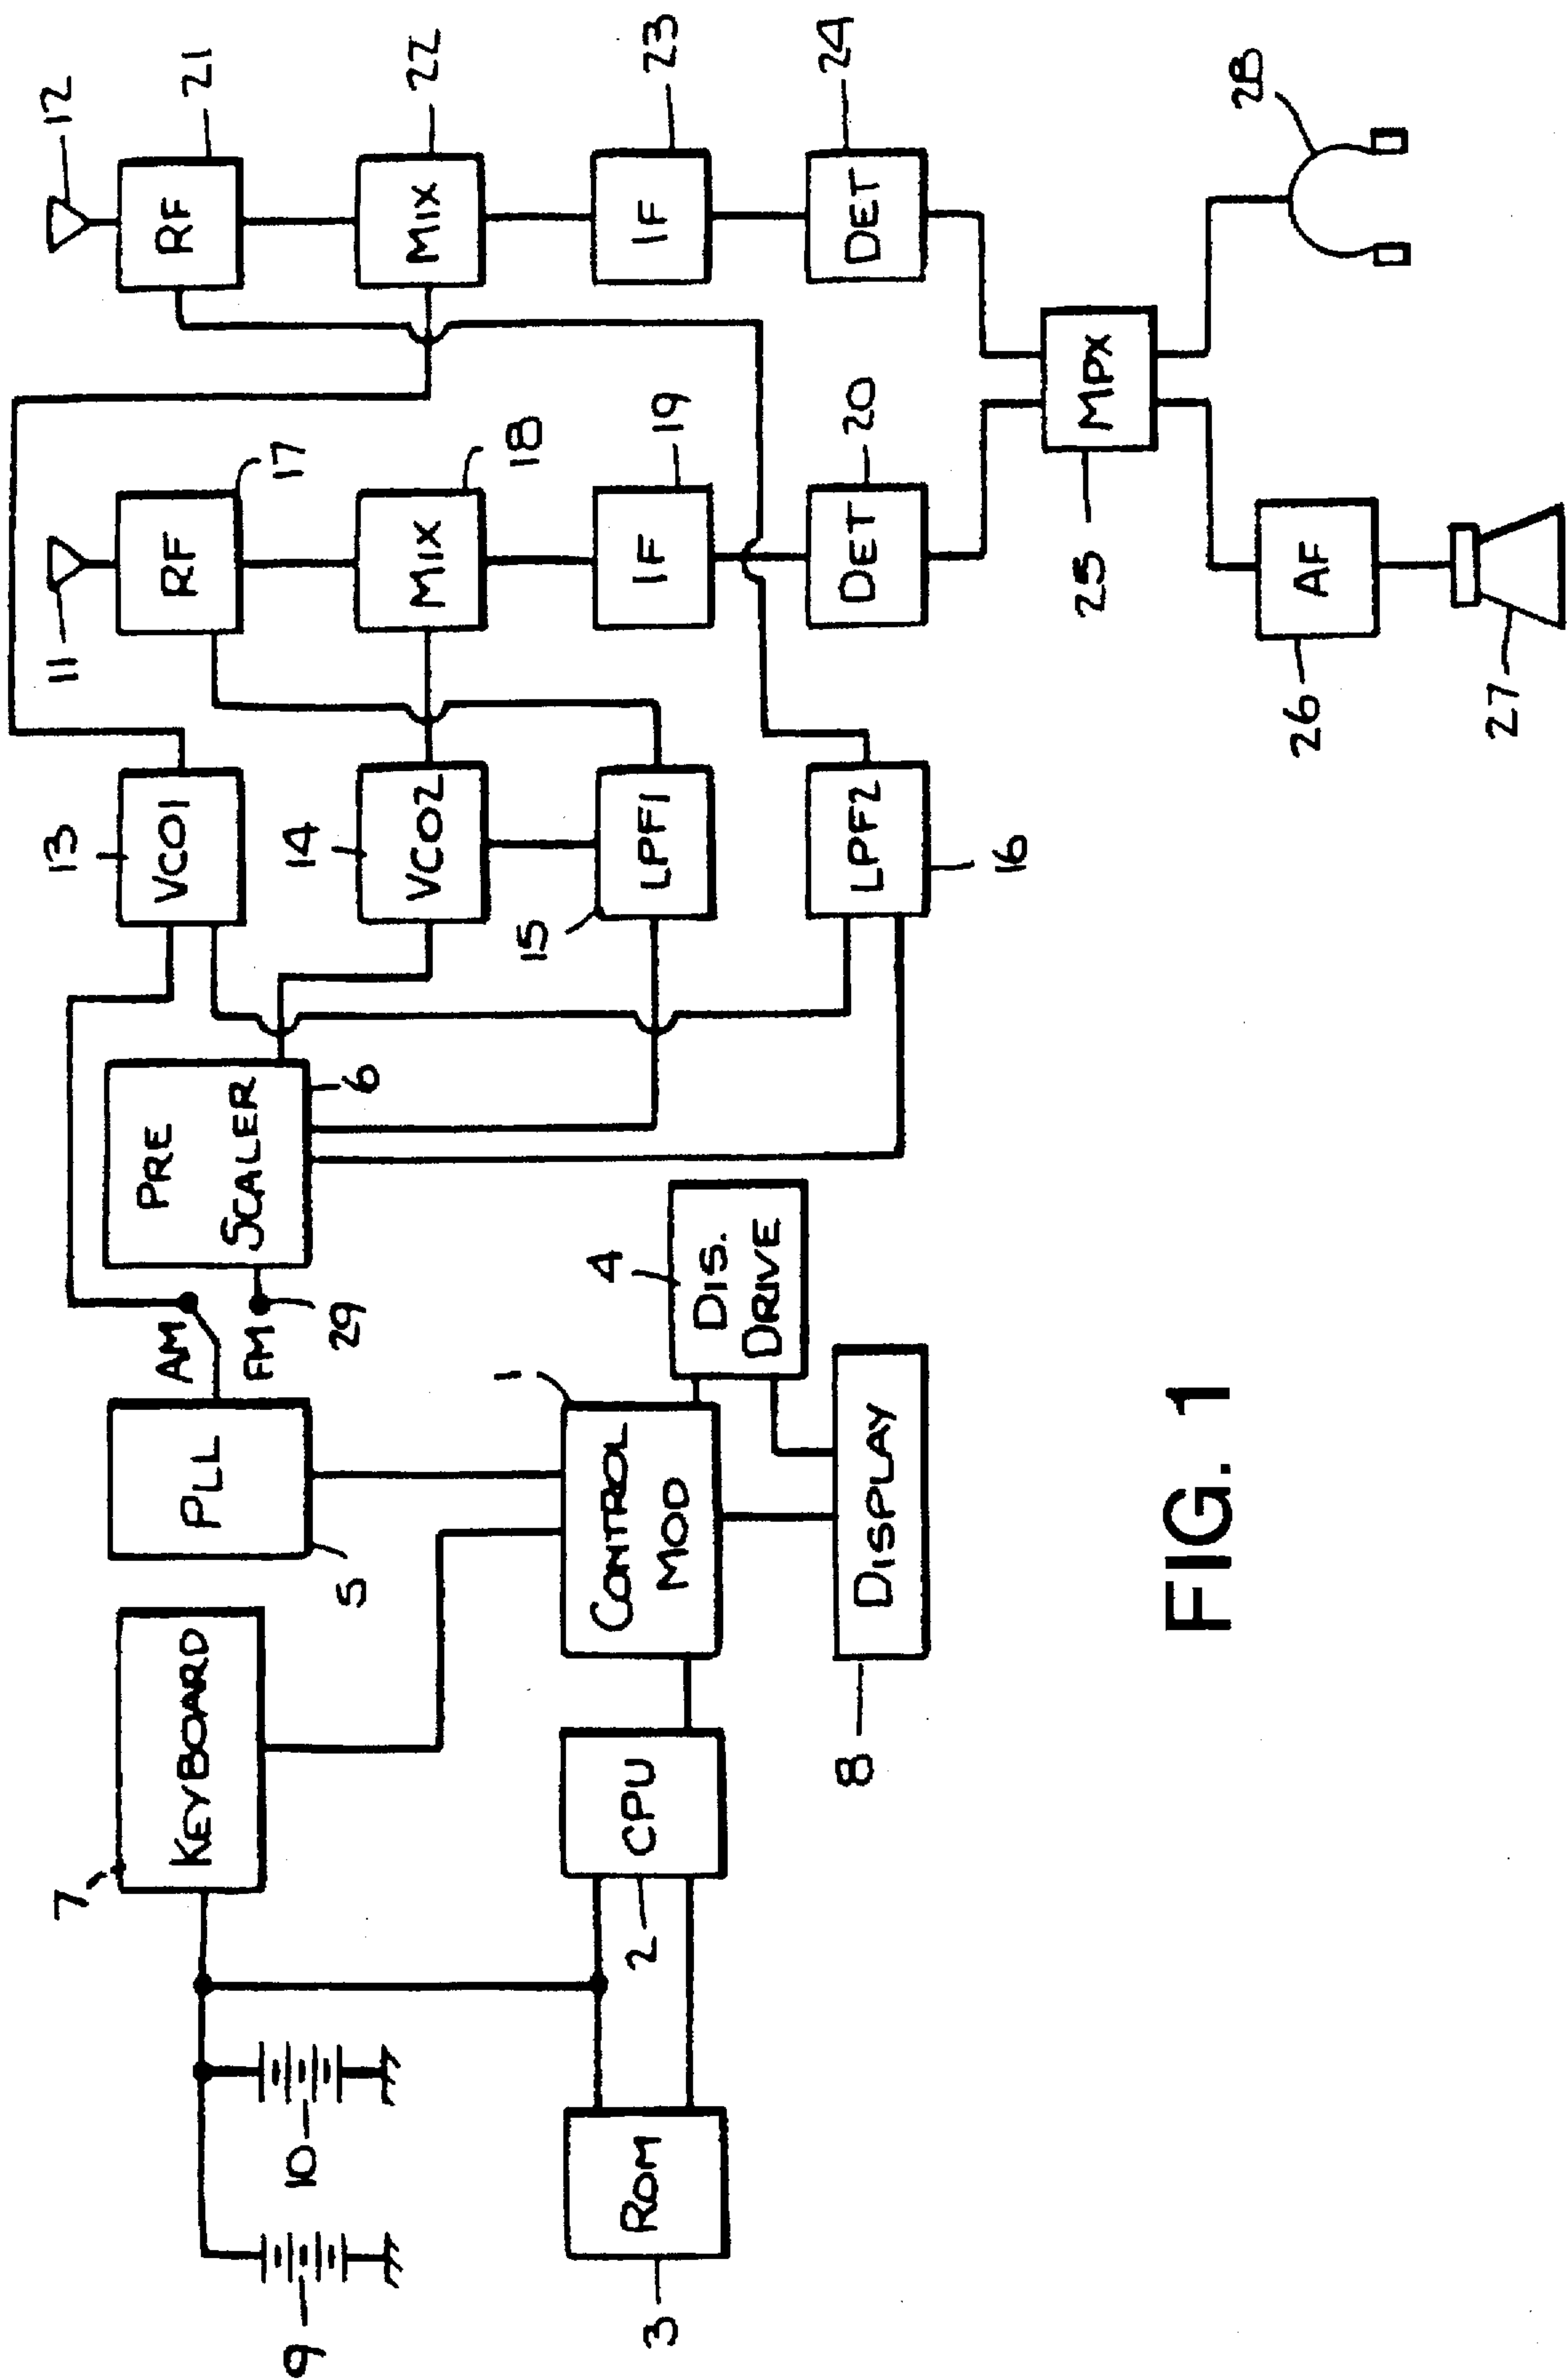 12
21
RF
22
MIX
23
IF
24
DET
11
17
RF
18
MIX
19
IF
20
DET
13
VCO1
14
VCO2
15
LPF1
16
LPF2
25
MPX
26
AF
27
28
PRE
SCALER
6
AM
FM
29
PLL
5
4
DIS.
DRIVE
1
CONTROL
MOD
DISPLAY
8
7
KEYBOARD
CPU
2
ROM
3
10
9
FIG. 1